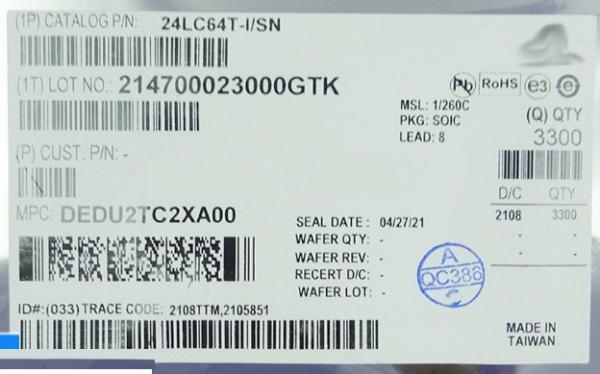 (1P) CATALOG P/N: 24LC64T-I/SN
(1T) LOT NO.: 214700023000GTK
Pb RoHS e3 e
MSL: 1/260C
PKG: SOIC
LEAD: 8
(Q) QTY
3300
(P) CUST. P/N: -
D/C QTY
2108 3300
- -
- -
MPC: DEDU2TC2XA00
SEAL DATE : 04/27/21
WAFER QTY: -
WAFER REV: -
RECERT D/C: -
WAFER LOT: -
A
QC386
ID#:(033) TRACE CODE: 2108TTM,2105851
MADE IN
TAIWAN